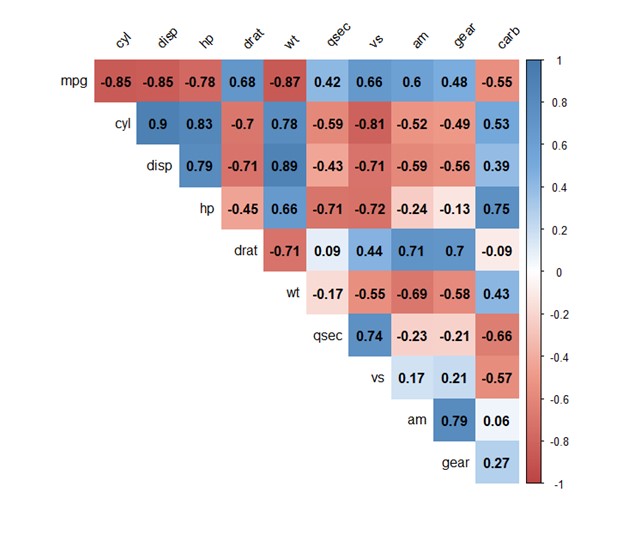 cyl disp hp drat wt qsec vs am gear carb
mpg -0.85 -0.85 -0.78 0.68 -0.87 0.42 0.66 0.6 0.48 -0.55
cyl 0.9 0.83 -0.7 0.78 -0.59 -0.81 -0.52 -0.49 0.53
disp 0.79 -0.71 0.89 -0.43 -0.71 -0.59 -0.56 0.39
hp -0.45 0.66 -0.71 -0.72 -0.24 -0.13 0.75
drat -0.71 0.09 0.44 0.71 0.7 -0.09
wt -0.17 -0.55 -0.69 -0.58 0.43
qsec 0.74 -0.23 -0.21 -0.66
vs 0.17 0.21 -0.57
am 0.79 0.06
gear 0.27
1
0.8
0.6
0.4
0.2
0
-0.2
-0.4
-0.6
-0.8
-1